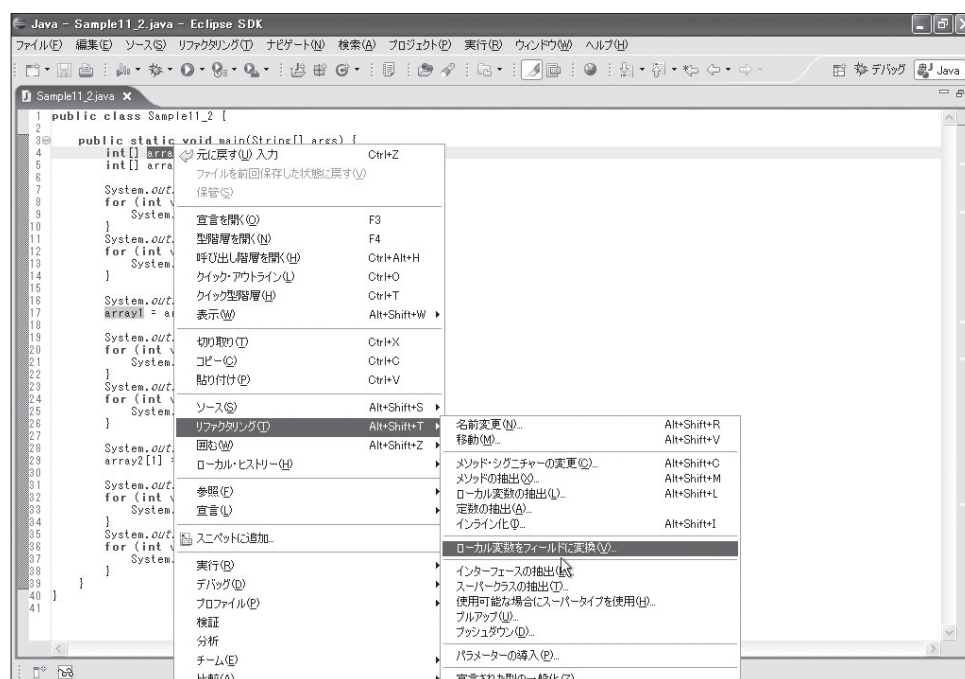 Java - Sample11_2.java - Eclipse SDK
ファイル(F) 編集(E) ソース(S) リファクタリング(T) ナビゲート(N) 検索(A) プロジェクト(P) 実行(R) ウィンドウ(W) ヘルプ(H)
デバッグ Java
Sample11_2.java
1 public class Sample11_2 {
2
3 public static void main(String[] args) {
4 int[] arra
5 int[] arra
6
7 System.out.
8 for (int v
9 System.
10 }
11 System.out.
12 for (int v
13 System.
14 }
15
16 System.out.
17 array1 = ar
18
19 System.out.
20 for (int v
21 System.
22 }
23 System.out.
24 for (int v
25 System.
26 }
27
28 System.out.
29 array2[1] =
30
31 System.out.
32 for (int v
33 System.
34 }
35 System.out.
36 for (int v
37 System.
38 }
39 }
40 }
41
元に戻す(U) 入力 Ctrl+Z
ファイルを前回保存した状態に戻す(V)
保管(S)
宣言を開く(O) F3
型階層を開く(N) F4
呼び出し階層を開く(H) Ctrl+Alt+H
クイック・アウトライン(L) Ctrl+O
クイック型階層(H) Ctrl+T
表示(W) Alt+Shift+W
切り取り(T) Ctrl+X
コピー(C) Ctrl+C
貼り付け(P) Ctrl+V
ソース(S) Alt+Shift+S
リファクタリング(T) Alt+Shift+T
囲む(W) Alt+Shift+Z
ローカル・ヒストリー(H)
参照(F)
宣言(L)
スニペットに追加...
実行(R)
デバッグ(D)
プロファイル(P)
検証
分析
チーム(E)
比較(A)
名前変更(N)... Alt+Shift+R
移動(M)... Alt+Shift+V
メソッド・シグニチャーの変更(C)... Alt+Shift+C
メソッドの抽出(X)... Alt+Shift+M
ローカル変数の抽出(L)... Alt+Shift+L
定数の抽出(A)...
インライン化(I)... Alt+Shift+I
ローカル変数をフィールドに変換(V)...
インターフェースの抽出
スーパークラスの抽出(T)...
使用可能な場合にスーパータイプを使用(H)...
プルアップ(U)...
プッシュダウン(D)...
パラメーターの導入(P)...
宣言された型の一般化(Z)